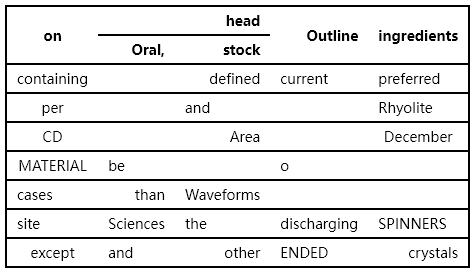 head
on Outline ingredients
Oral, stock
containing defined current preferred
per and Rhyolite
CD Area December
MATERIAL be o
cases than Waveforms
site Sciences the discharging SPINNERS
except and other ENDED crystals